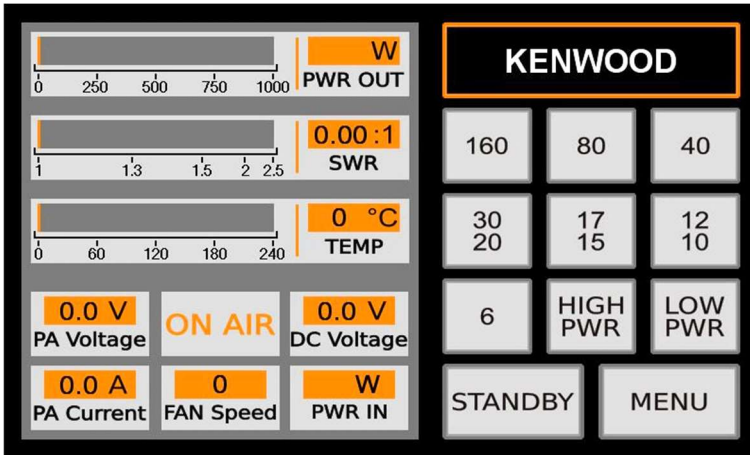 W
PWR OUT
0 250 500 750 1000
0.00 :1
SWR
1 1.3 1.5 2 2.5
0 °C
TEMP
0 60 120 180 240
0.0 V
PA Voltage
ON AIR
0.0 V
DC Voltage
0.0 A
PA Current
0
FAN Speed
W
PWR IN
KENWOOD
160
80
40
30
20
17
15
12
10
6
HIGH
PWR
LOW
PWR
STANDBY
MENU